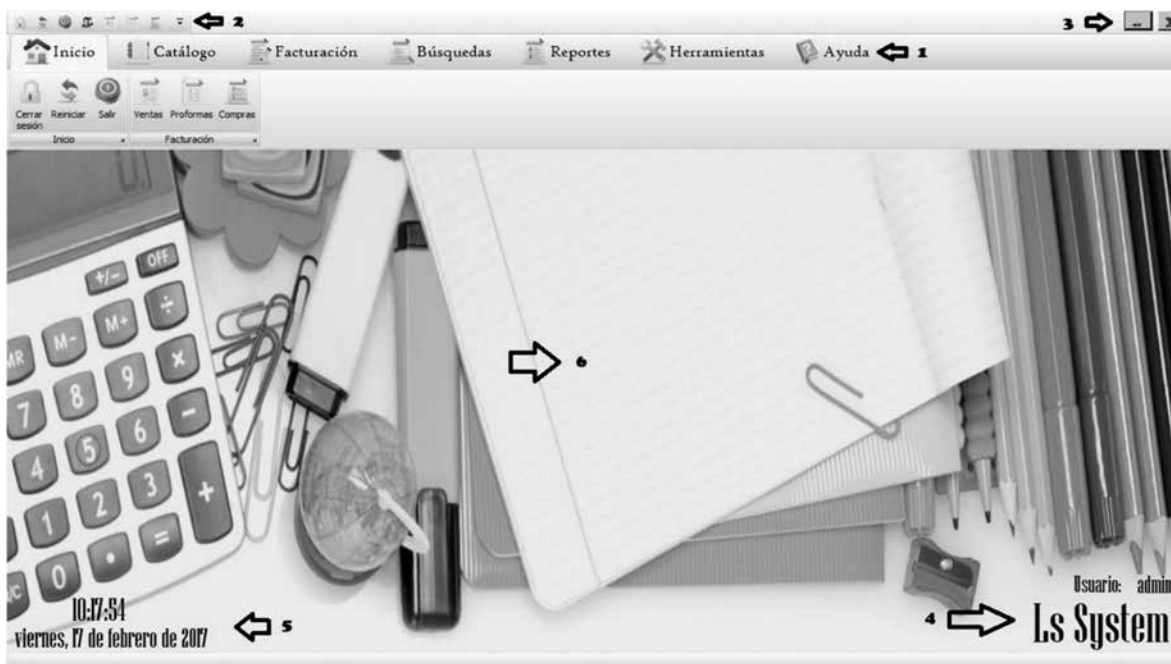 2
3
Inicio Catálogo Facturación Búsquedas Reportes Herramientas Ayuda 1
Cerrar sesión Reiniciar Salir Ventas Proformas Compras
Inicio Facturación
+/- OFF
MR M- M+ ÷
7 8 9 ×
4 5 6 -
1 2 3 +
0 • =
6
10:17:54
viernes, 17 de febrero de 2017
5
4
Usuario: admin
Ls System